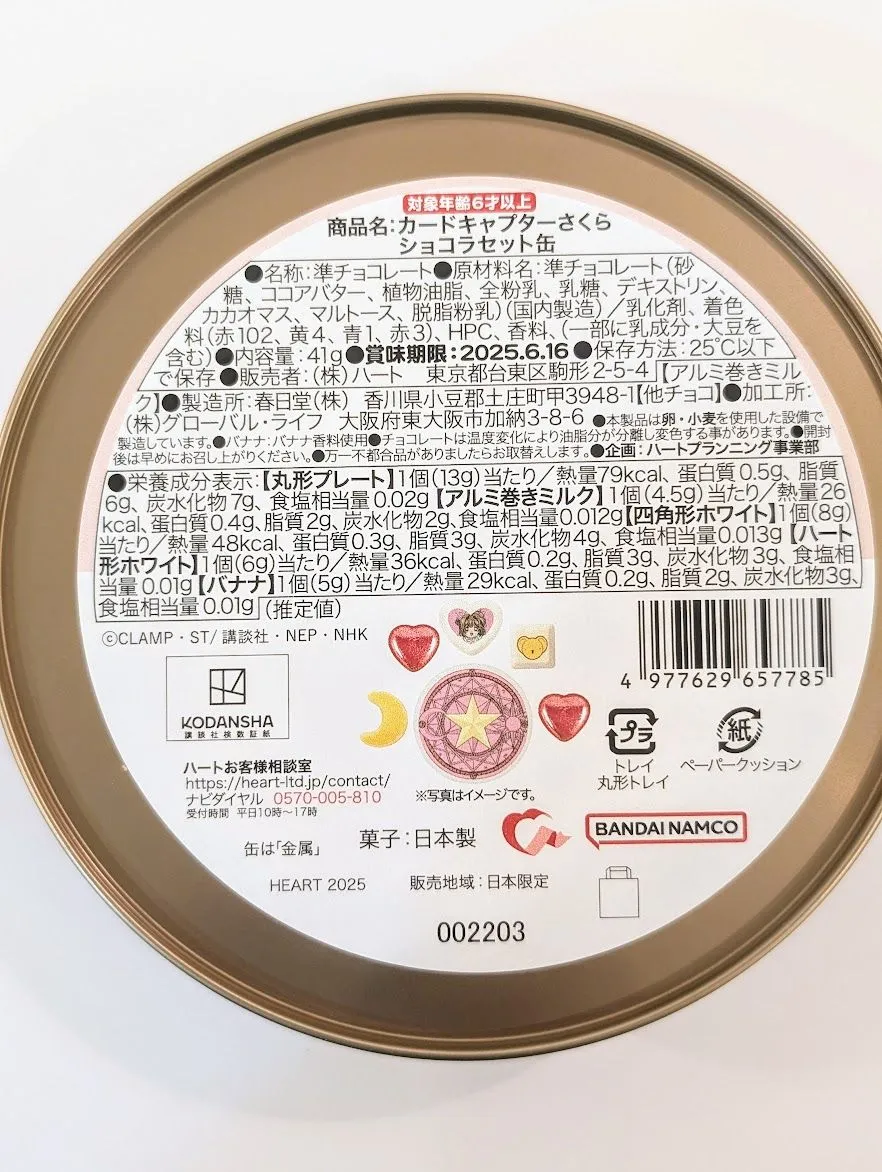 対象年齢6才以上
商品名:カードキャプターさくら
ショコラセット缶
●名称:準チョコレート●原材料名:準チョコレート(砂
糖、ココアバター、植物油脂、全粉乳、乳糖、デキストリン、
カカオマス、マルトース、脱脂粉乳)(国内製造)/乳化剤、着色
料(赤102、黄4、青1、赤3)、HPC、香料、(一部に乳成分・大豆を
含む)●内容量:41g●賞味期限:2025.6.16●保存方法:25℃以下
で保存●販売者:(株)ハート 東京都台東区駒形2-5-4【アルミ巻きミル
ク】●製造所:春日堂(株) 香川県小豆郡土庄町甲3948-1【他チョコ】●加工所:
(株)グローバル・ライフ 大阪府東大阪市加納3-8-6 ●本製品は卵・小麦を使用した設備で
製造しています。●バナナ:バナナ香料使用●チョコレートは温度変化により油脂分が分離し変色する事があります。●開封
後は早めにお召し上がりください。●万一不都合品がありましたらお取替えします。●企画:ハートプランニング事業部
●栄養成分表示:【丸形プレート】1個(13g)当たり/熱量79kcal、蛋白質0.5g、脂質
6g、炭水化物7g、食塩相当量0.02g【アルミ巻きミルク】1個(4.5g)当たり/熱量26
kcal、蛋白質0.4g、脂質2g、炭水化物2g、食塩相当量0.012g【四角形ホワイト】1個(8g)
当たり/熱量48kcal、蛋白質0.3g、脂質3g、炭水化物4g、食塩相当量0.013g【ハート
形ホワイト】1個(6g)当たり/熱量36kcal、蛋白質0.2g、脂質3g、炭水化物3g、食塩相
当量0.01g【バナナ】1個(5g)当たり/熱量29kcal、蛋白質0.2g、脂質2g、炭水化物3g、
食塩相当量0.01g(推定値)
©CLAMP・ST/講談社・NEP・NHK
4 977629 657785
KODANSHA
講談社検数証紙
プラ
トレイ
丸形トレイ
紙
ペーパークッション
ハートお客様相談室
https://heart-ltd.jp/contact/
ナビダイヤル 0570-005-810
受付時間 平日10時〜17時
※写真はイメージです。
缶は「金属」
菓子:日本製
BANDAI NAMCO
HEART 2025
販売地域:日本限定
002203